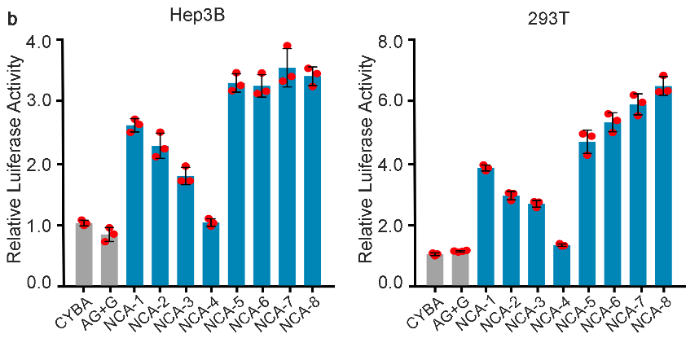 b
Hep3B
Relative Luiferase Activity
4.0
3.0
2.0
1.0
0.0
CYBA
AG+G
NCA-1
NCA-2
NCA-3
NCA-4
NCA-5
NCA-6
NCA-7
NCA-8
293T
Relative Luiferase Activity
8.0
6.0
4.0
2.0
0.0
CYBA
AG+G
NCA-1
NCA-2
NCA-3
NCA-4
NCA-5
NCA-6
NCA-7
NCA-8